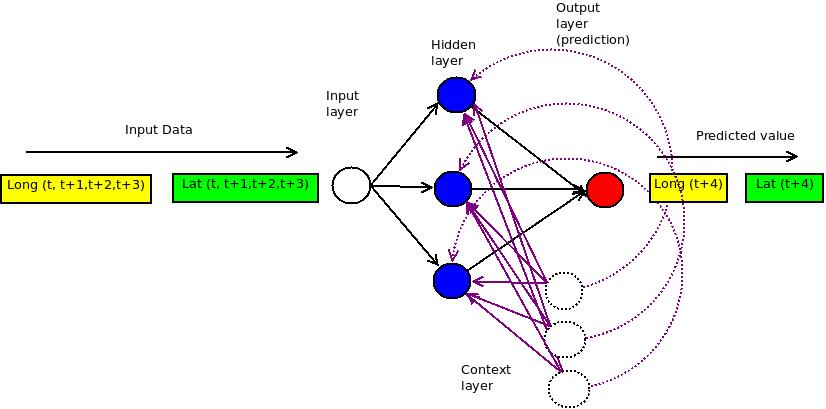 Output
layer
(prediction)
Hidden
layer
Input
layer
Input Data
Predicted value
Long (t, t+1,t+2,t+3)
Lat (t, t+1,t+2,t+3)
Long (t+4)
Lat (t+4)
Context
layer